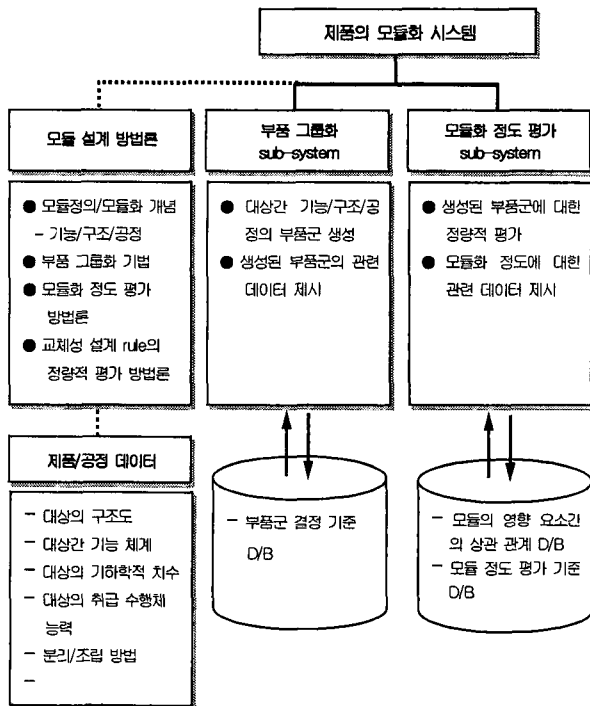 제품의 모듈화 시스템
모듈 설계 방법론
● 모듈정의/모듈화 개념
- 기능/구조/공정
● 부품 그룹화 기법
● 모듈화 정도 평가
방법론
● 교체성 설계 rule의
정량적 평가 방법론
부품 그룹화
sub-system
● 대상간 기능/구조/공
정의 부품군 생성
● 생성된 부품군의 관련
데이터 제시
모듈화 정도 평가
sub-system
● 생성된 부품군에 대한
정량적 평가
● 모듈화 정도에 대한
관련 데이터 제시
제품/공정 데이터
- 대상의 구조도
- 대상간 기능 체계
- 대상의 기하학적 치수
- 대상의 취급 수행체
능력
- 분리/조립 방법
-
- 부품군 결정 기준
D/B
- 모듈의 영향 요소간
의 상관 관계 D/B
- 모듈 정도 평가 기준
D/B